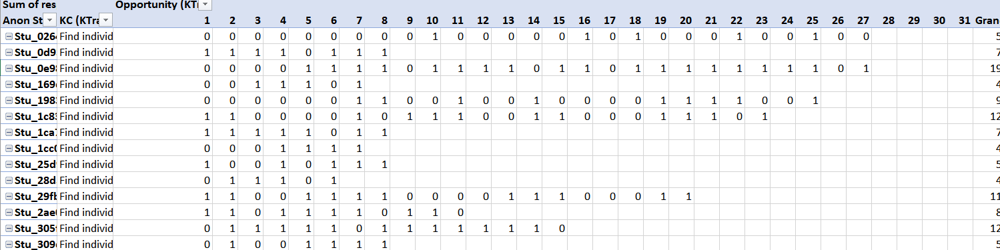 Sum of res Opportunity (KTr
Anon St KC (KTra 1 2 3 4 5 6 7 8 9 10 11 12 13 14 15 16 17 18 19 20 21 22 23 24 25 26 27 28 29 30 31 Gran
Stu_026 Find individ 0 0 0 0 0 0 0 0 0 1 0 0 0 0 0 1 0 1 0 0 0 1 0 0 1 0 0 5
Stu_0d9 Find individ 1 1 1 1 0 1 1 1 7
Stu_0e98 Find individ 0 0 0 0 1 1 1 1 0 1 1 1 1 0 1 1 0 1 1 1 1 1 1 1 1 0 1 19
Stu_169 Find individ 0 0 1 1 1 0 1 4
Stu_198 Find individ 0 0 0 0 0 0 1 1 0 0 1 0 0 1 0 0 0 0 1 1 1 1 0 0 1 9
Stu_1c8 Find individ 1 1 0 0 0 0 1 0 1 1 1 0 0 1 1 0 0 0 1 1 1 0 1 12
Stu_1ca Find individ 1 1 1 1 1 0 1 1 7
Stu_1cc Find individ 0 0 0 1 1 1 1 4
Stu_25d Find individ 1 0 0 1 0 1 1 1 5
Stu_28d Find individ 0 1 1 1 0 1 4
Stu_29fb Find individ 1 1 0 0 1 1 1 1 0 0 0 0 1 1 1 0 0 0 1 1 11
Stu_2ae Find individ 1 1 0 1 1 1 1 0 1 1 0 8
Stu_305 Find individ 0 1 1 1 1 1 0 1 1 1 1 1 1 1 0 12
Stu_309 Find individ 0 1 0 0 1 1 1 1 5